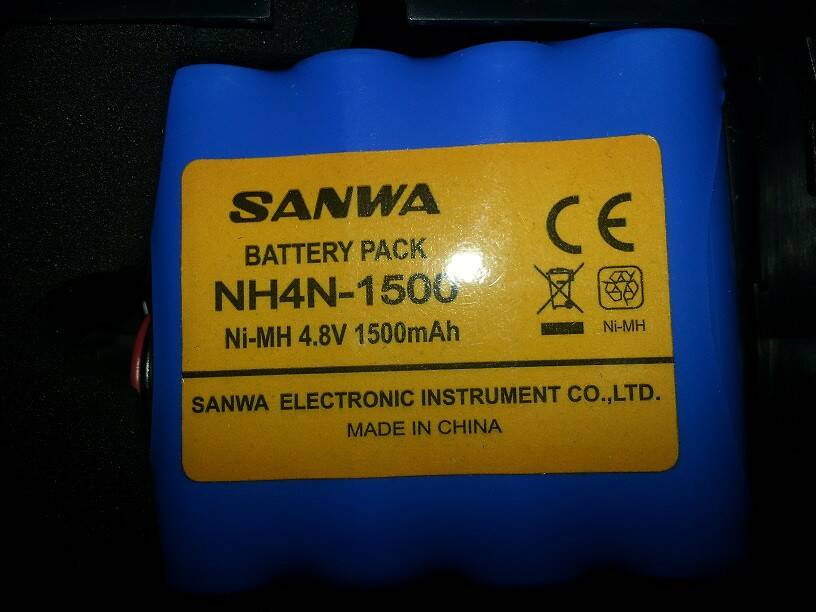 SANWA
BATTERY PACK
NH4N-1500
Ni-MH 4.8V 1500mAh
CE
Ni-MH
SANWA ELECTRONIC INSTRUMENT CO.,LTD.
MADE IN CHINA